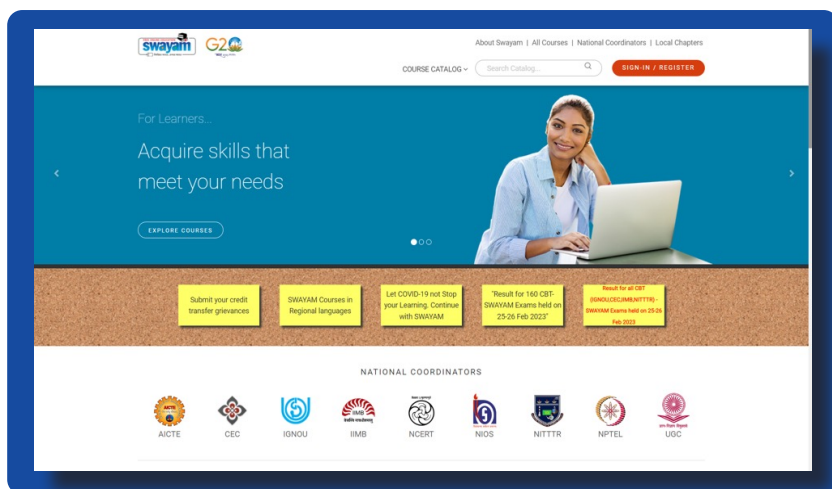 swayam
G20
About Swayam | All Courses | National Coordinators | Local Chapters
COURSE CATALOG
Search Catalog...
SIGN-IN / REGISTER
For Learners...
Acquire skills that
meet your needs
EXPLORE COURSES
Submit your credit
transfer grievances
SWAYAM Courses in
Regional languages
Let COVID-19 not Stop
your Learning. Continue
with SWAYAM
"Result for 160 CBT-
SWAYAM Exams held on
25-26 Feb 2023"
Result for all CBT
(IGNOU,CEC,IIMB,NITTTR) -
SWAYAM Exams held on 25-26
Feb 2023
NATIONAL COORDINATORS
AICTE
IIMB
AICTE
CEC
IGNOU
IIMB
NCERT
NIOS
NITTTR
NPTEL
UGC